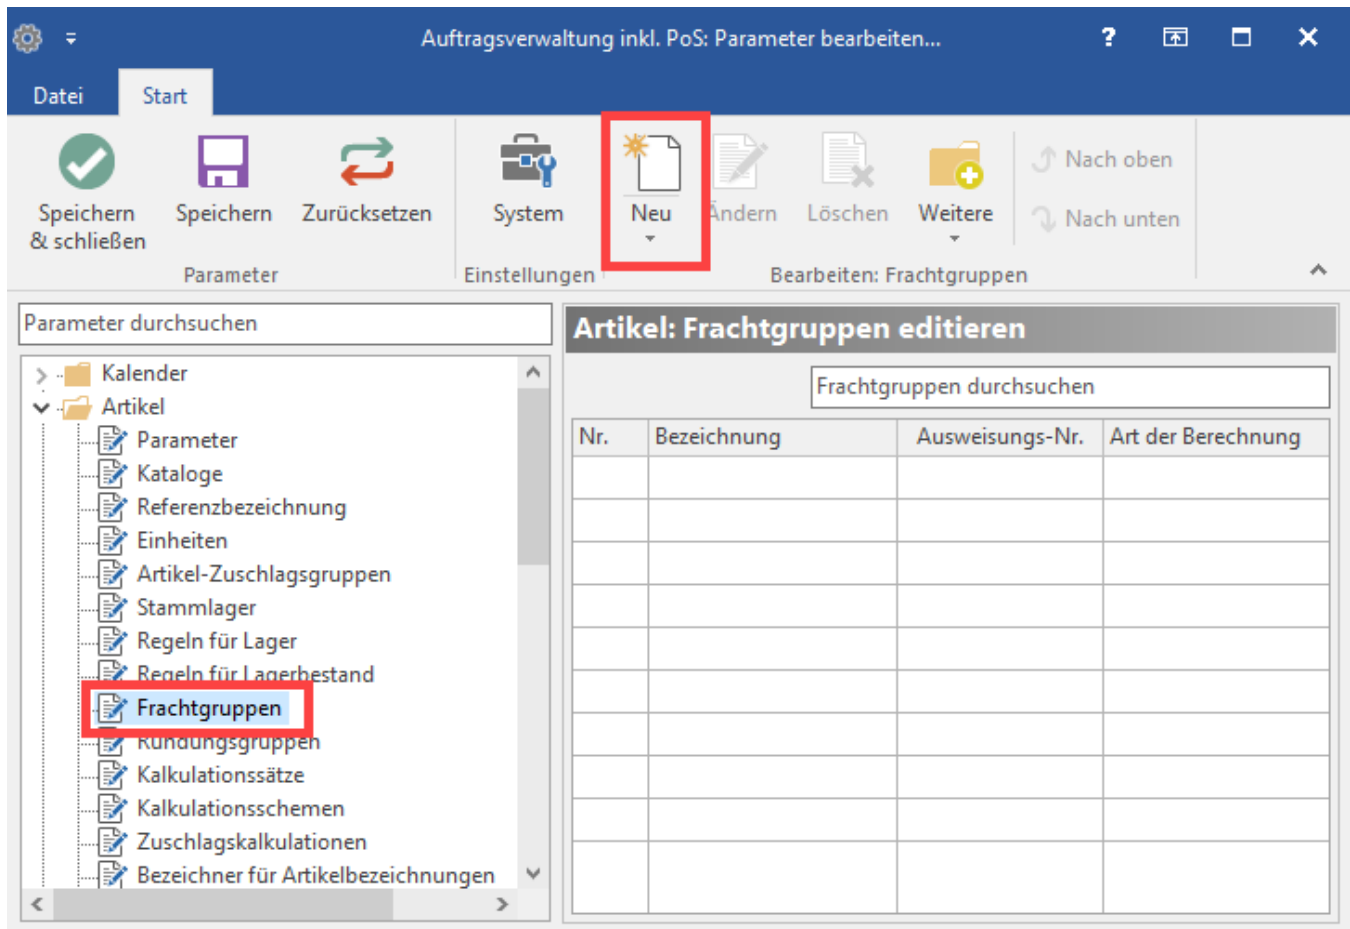 Auftragsverwaltung inkl. PoS: Parameter bearbeiten...
?
Datei Start
Speichern & schließen
Speichern
Zurücksetzen
System
Neu
Ändern
Löschen
Weitere
Nach oben
Nach unten
Parameter
Einstellungen
Bearbeiten: Frachtgruppen
Parameter durchsuchen
Kalender
Artikel
Parameter
Kataloge
Referenzbezeichnung
Einheiten
Artikel-Zuschlagsgruppen
Stammlager
Regeln für Lager
Regeln für Lagerbestand
Frachtgruppen
Rundungsgruppen
Kalkulationssätze
Kalkulationsschemen
Zuschlagskalkulationen
Bezeichner für Artikelbezeichnungen
Artikel: Frachtgruppen editieren
Frachtgruppen durchsuchen
Nr. Bezeichnung Ausweisungs-Nr. Art der Berechnung